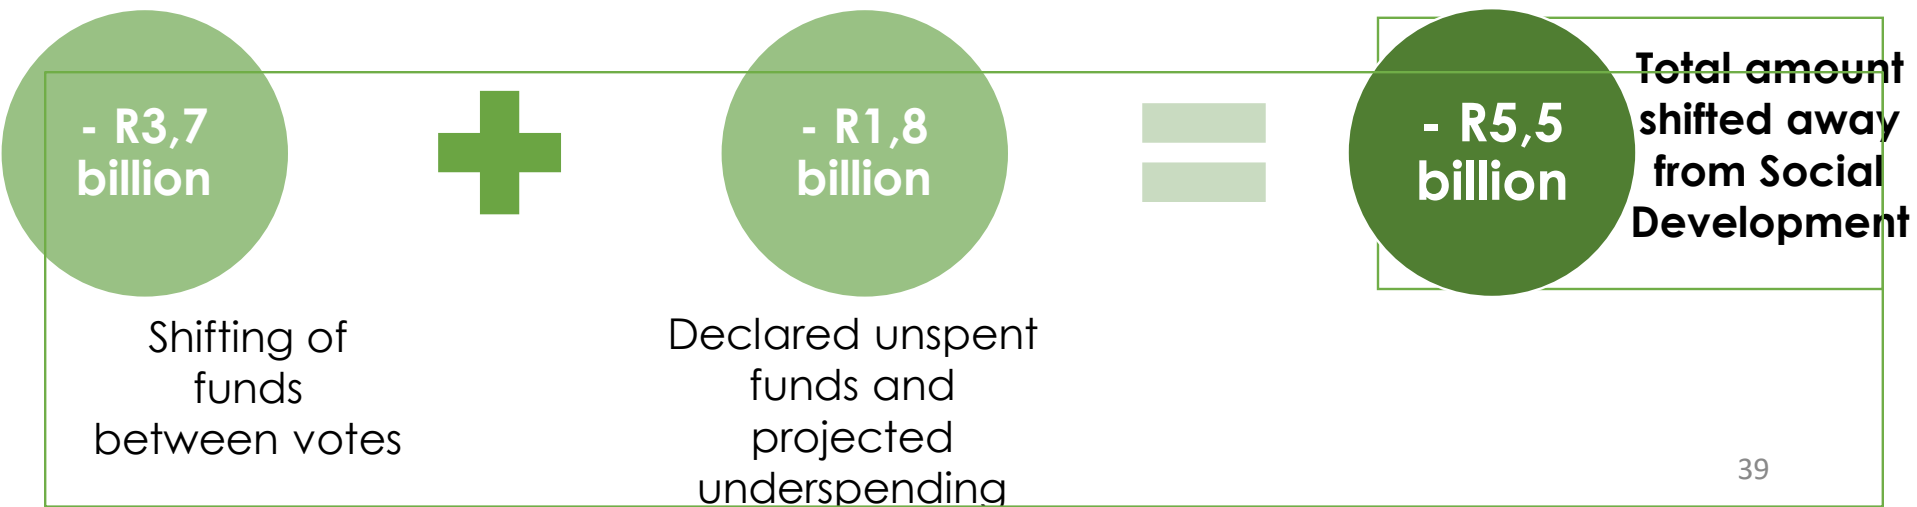 - R3,7
billion
- R1,8
billion
- R5,5
billion
Total amount
shifted away
from Social
Development
Shifting of
funds
between votes
Declared unspent
funds and
projected
underspending
39